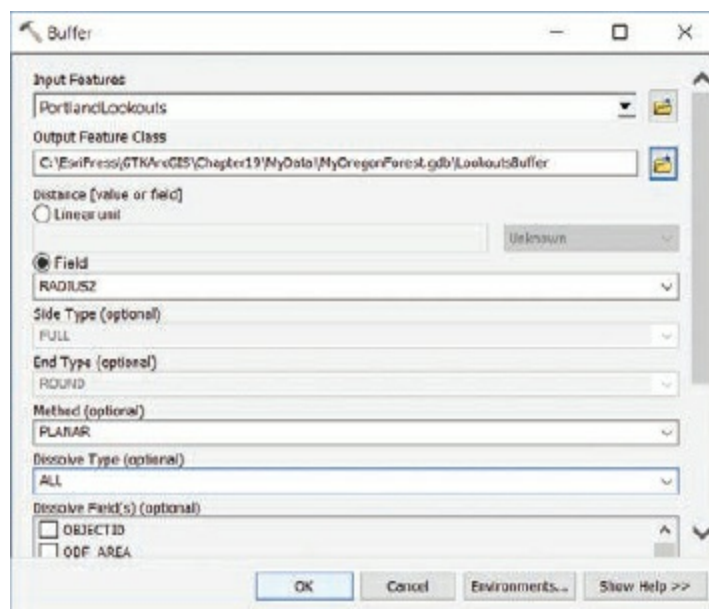 Buffer
Input Features
PortlandLookouts
Output Feature Class
C:\EsriPress\GTKArcGIS\Chapter19\MyData\MyOregonForest.gdb\LookoutsBuffer
Distance [value or field]
Linear unit
Unknown
Field
RADIUS2
Side Type (optional)
FULL
End Type (optional)
ROUND
Method (optional)
PLANAR
Dissolve Type (optional)
ALL
Dissolve Field(s) (optional)
OBJECTID
ODF_AREA
OK Cancel Environments... Show Help >>